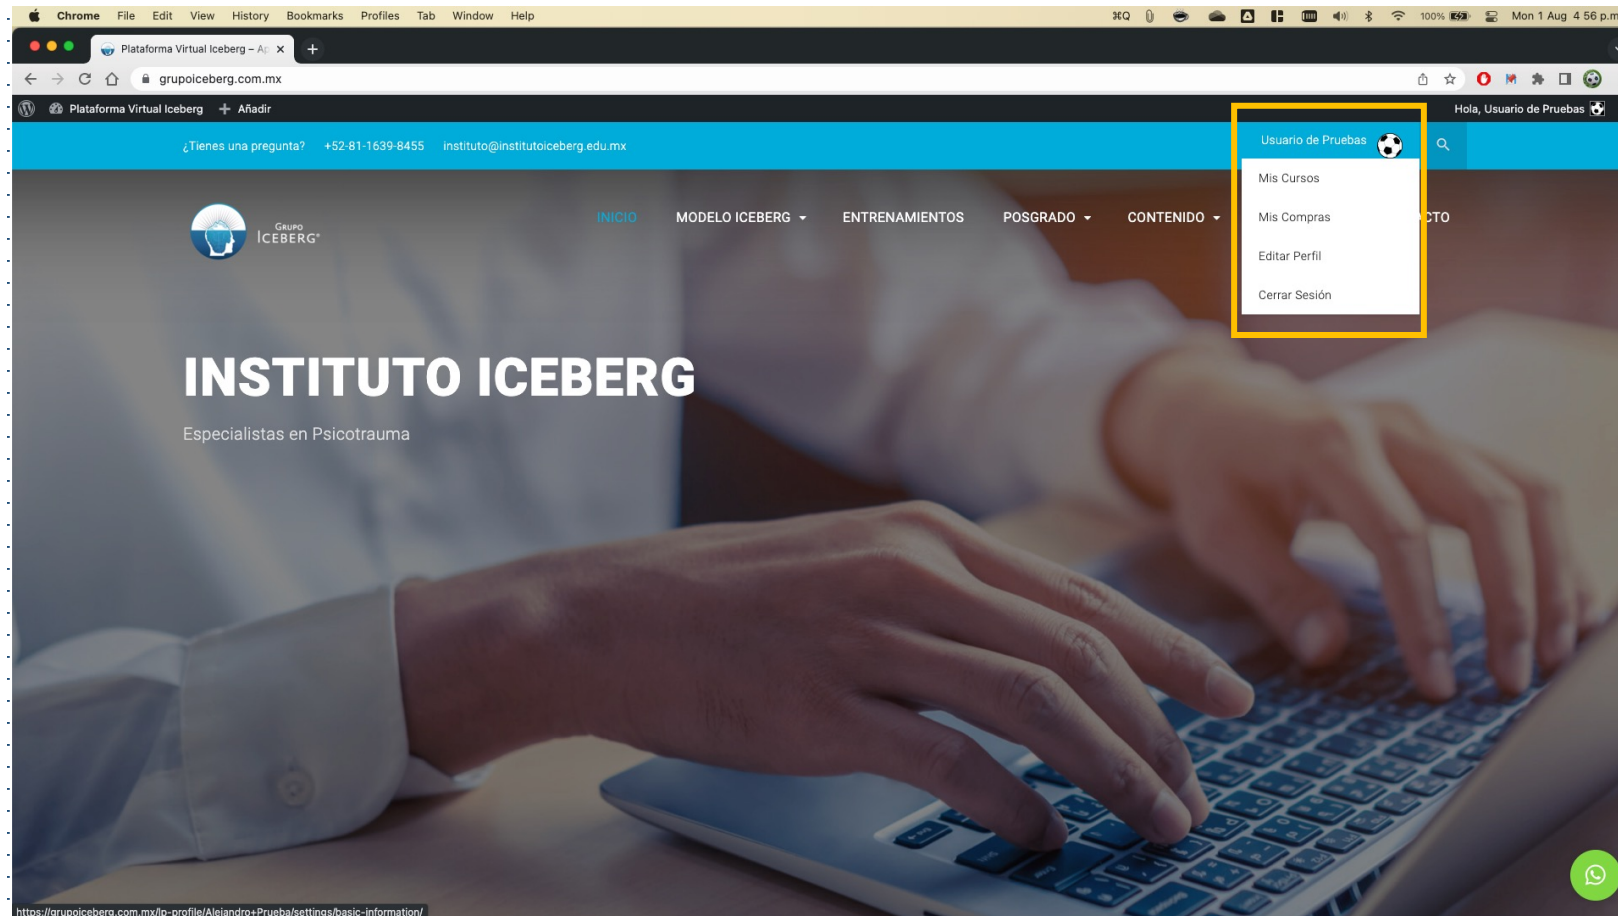 Chrome File Edit View History Bookmarks Profiles Tab Window Help
⌘Q 100% Mon 1 Aug 4 56 p.m
Plataforma Virtual Iceberg – Ap
grupoiceberg.com.mx
Plataforma Virtual Iceberg + Añadir
Hola, Usuario de Pruebas
¿Tienes una pregunta? +52-81-1639-8455 instituto@institutoiceberg.edu.mx
Usuario de Pruebas
Mis Cursos
Mis Compras
Editar Perfil
Cerrar Sesión
GRUPO
ICEBERG®
INICIO MODELO ICEBERG ENTRENAMIENTOS POSGRADO CONTENIDO CTO
INSTITUTO ICEBERG
Especialistas en Psicotrauma
https://grupoiceberg.com.mx/lp-profile/Alejandro+Prueba/settings/basic-information/